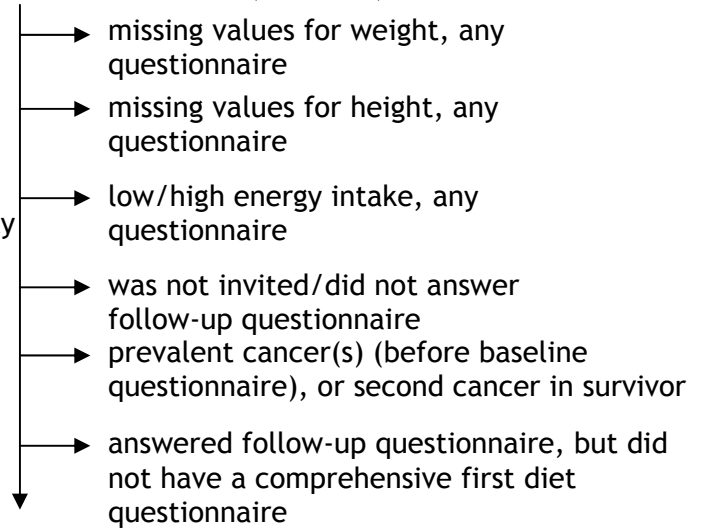 missing values for weight, any
questionnaire
missing values for height, any
questionnaire
low/high energy intake, any
y
questionnaire
was not invited/did not answer
follow-up questionnaire
prevalent cancer(s) (before baseline
questionnaire), or second cancer in survivor
answered follow-up questionnaire, but did
not have a comprehensive first diet
questionnaire